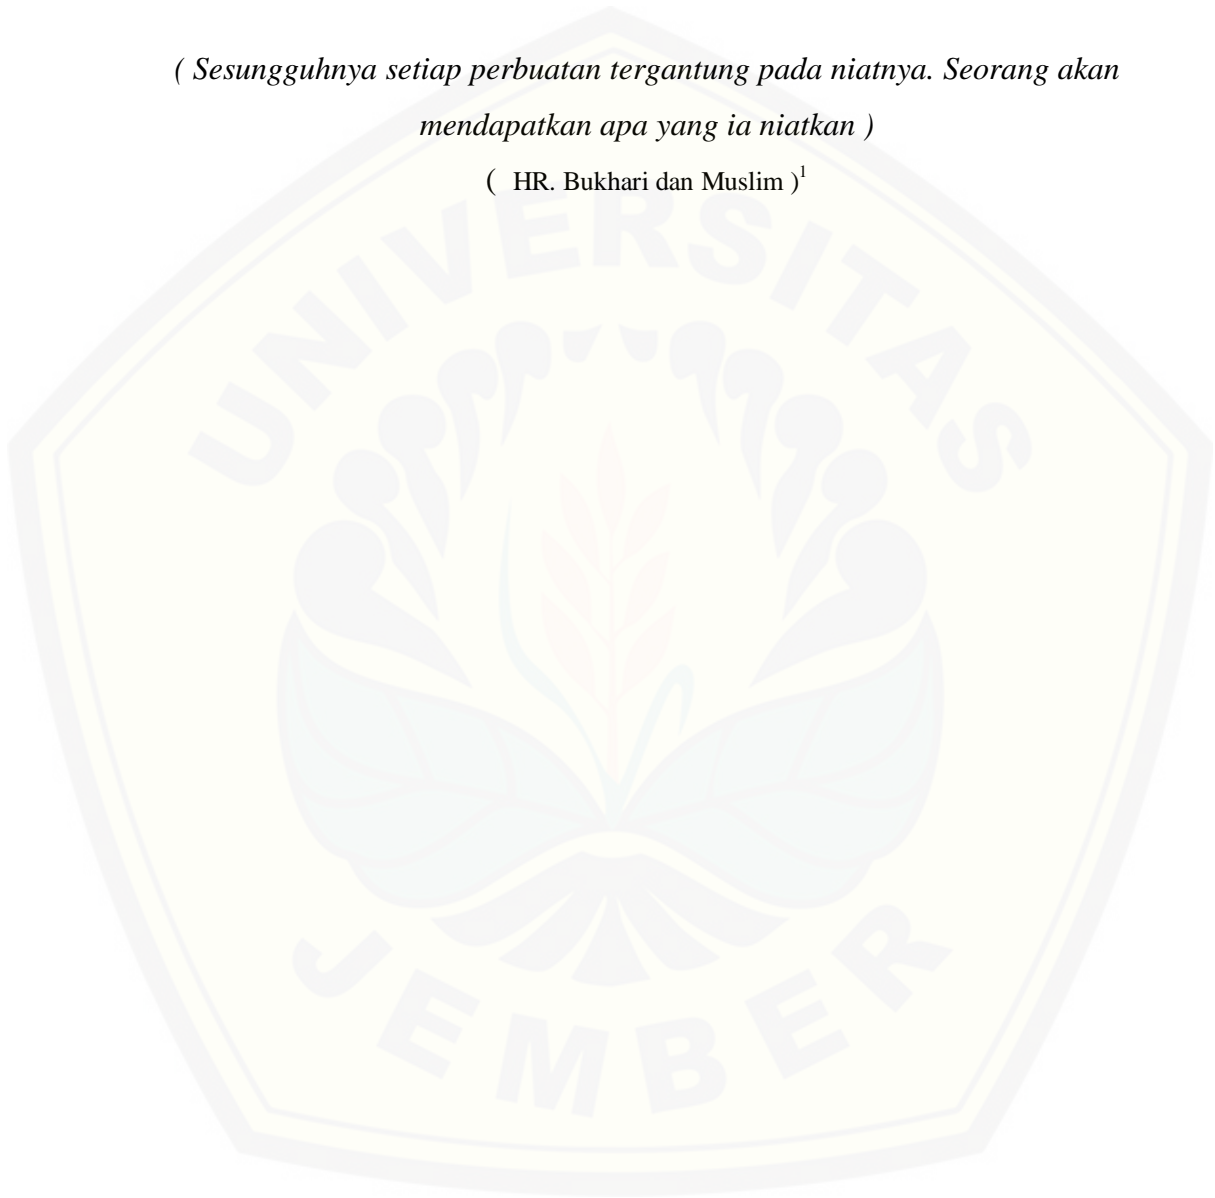 ( Sesungguhnya setiap perbuatan tergantung pada niatnya. Seorang akan
mendapatkan apa yang ia niatkan )
( HR. Bukhari dan Muslim )¹
UNIVERSITAS
JEMBER